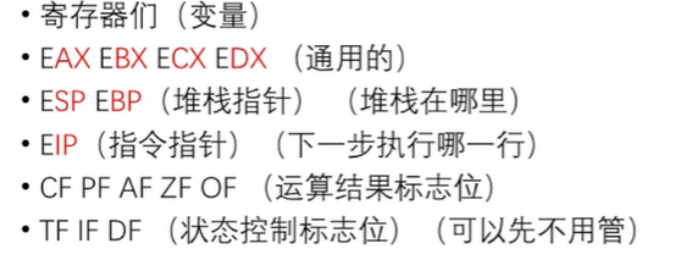 • 寄存器们（变量）
• EAX EBX ECX EDX （通用的）
• ESP EBP（堆栈指针）（堆栈在哪里）
• EIP（指令指针）（下一步执行哪一行）
• CF PF AF ZF OF （运算结果标志位）
• TF IF DF （状态控制标志位）（可以先不用管）